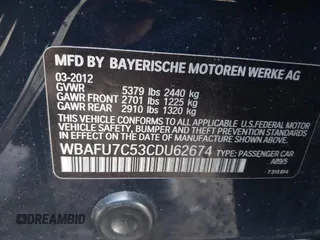 MFD BY BAYERISCHE MOTOREN WERKE AG
03-2012
GVWR 5379 lbs 2440 kg
GAWR FRONT 2701 lbs 1225 kg
GAWR REAR 2910 lbs 1320 kg
THIS VEHICLE CONFORMS TO ALL APPLICABLE U.S. FEDERAL
MOTOR VEHICLE SAFETY, BUMPER, AND THEFT PREVENTION
STANDARDS IN EFFECT ON THE DATE OF MANUFACTURE SHOWN ABOVE.
WBAFU7C53CDU62674 TYPE: PASSENGER CAR
A89/5
DREAMBID